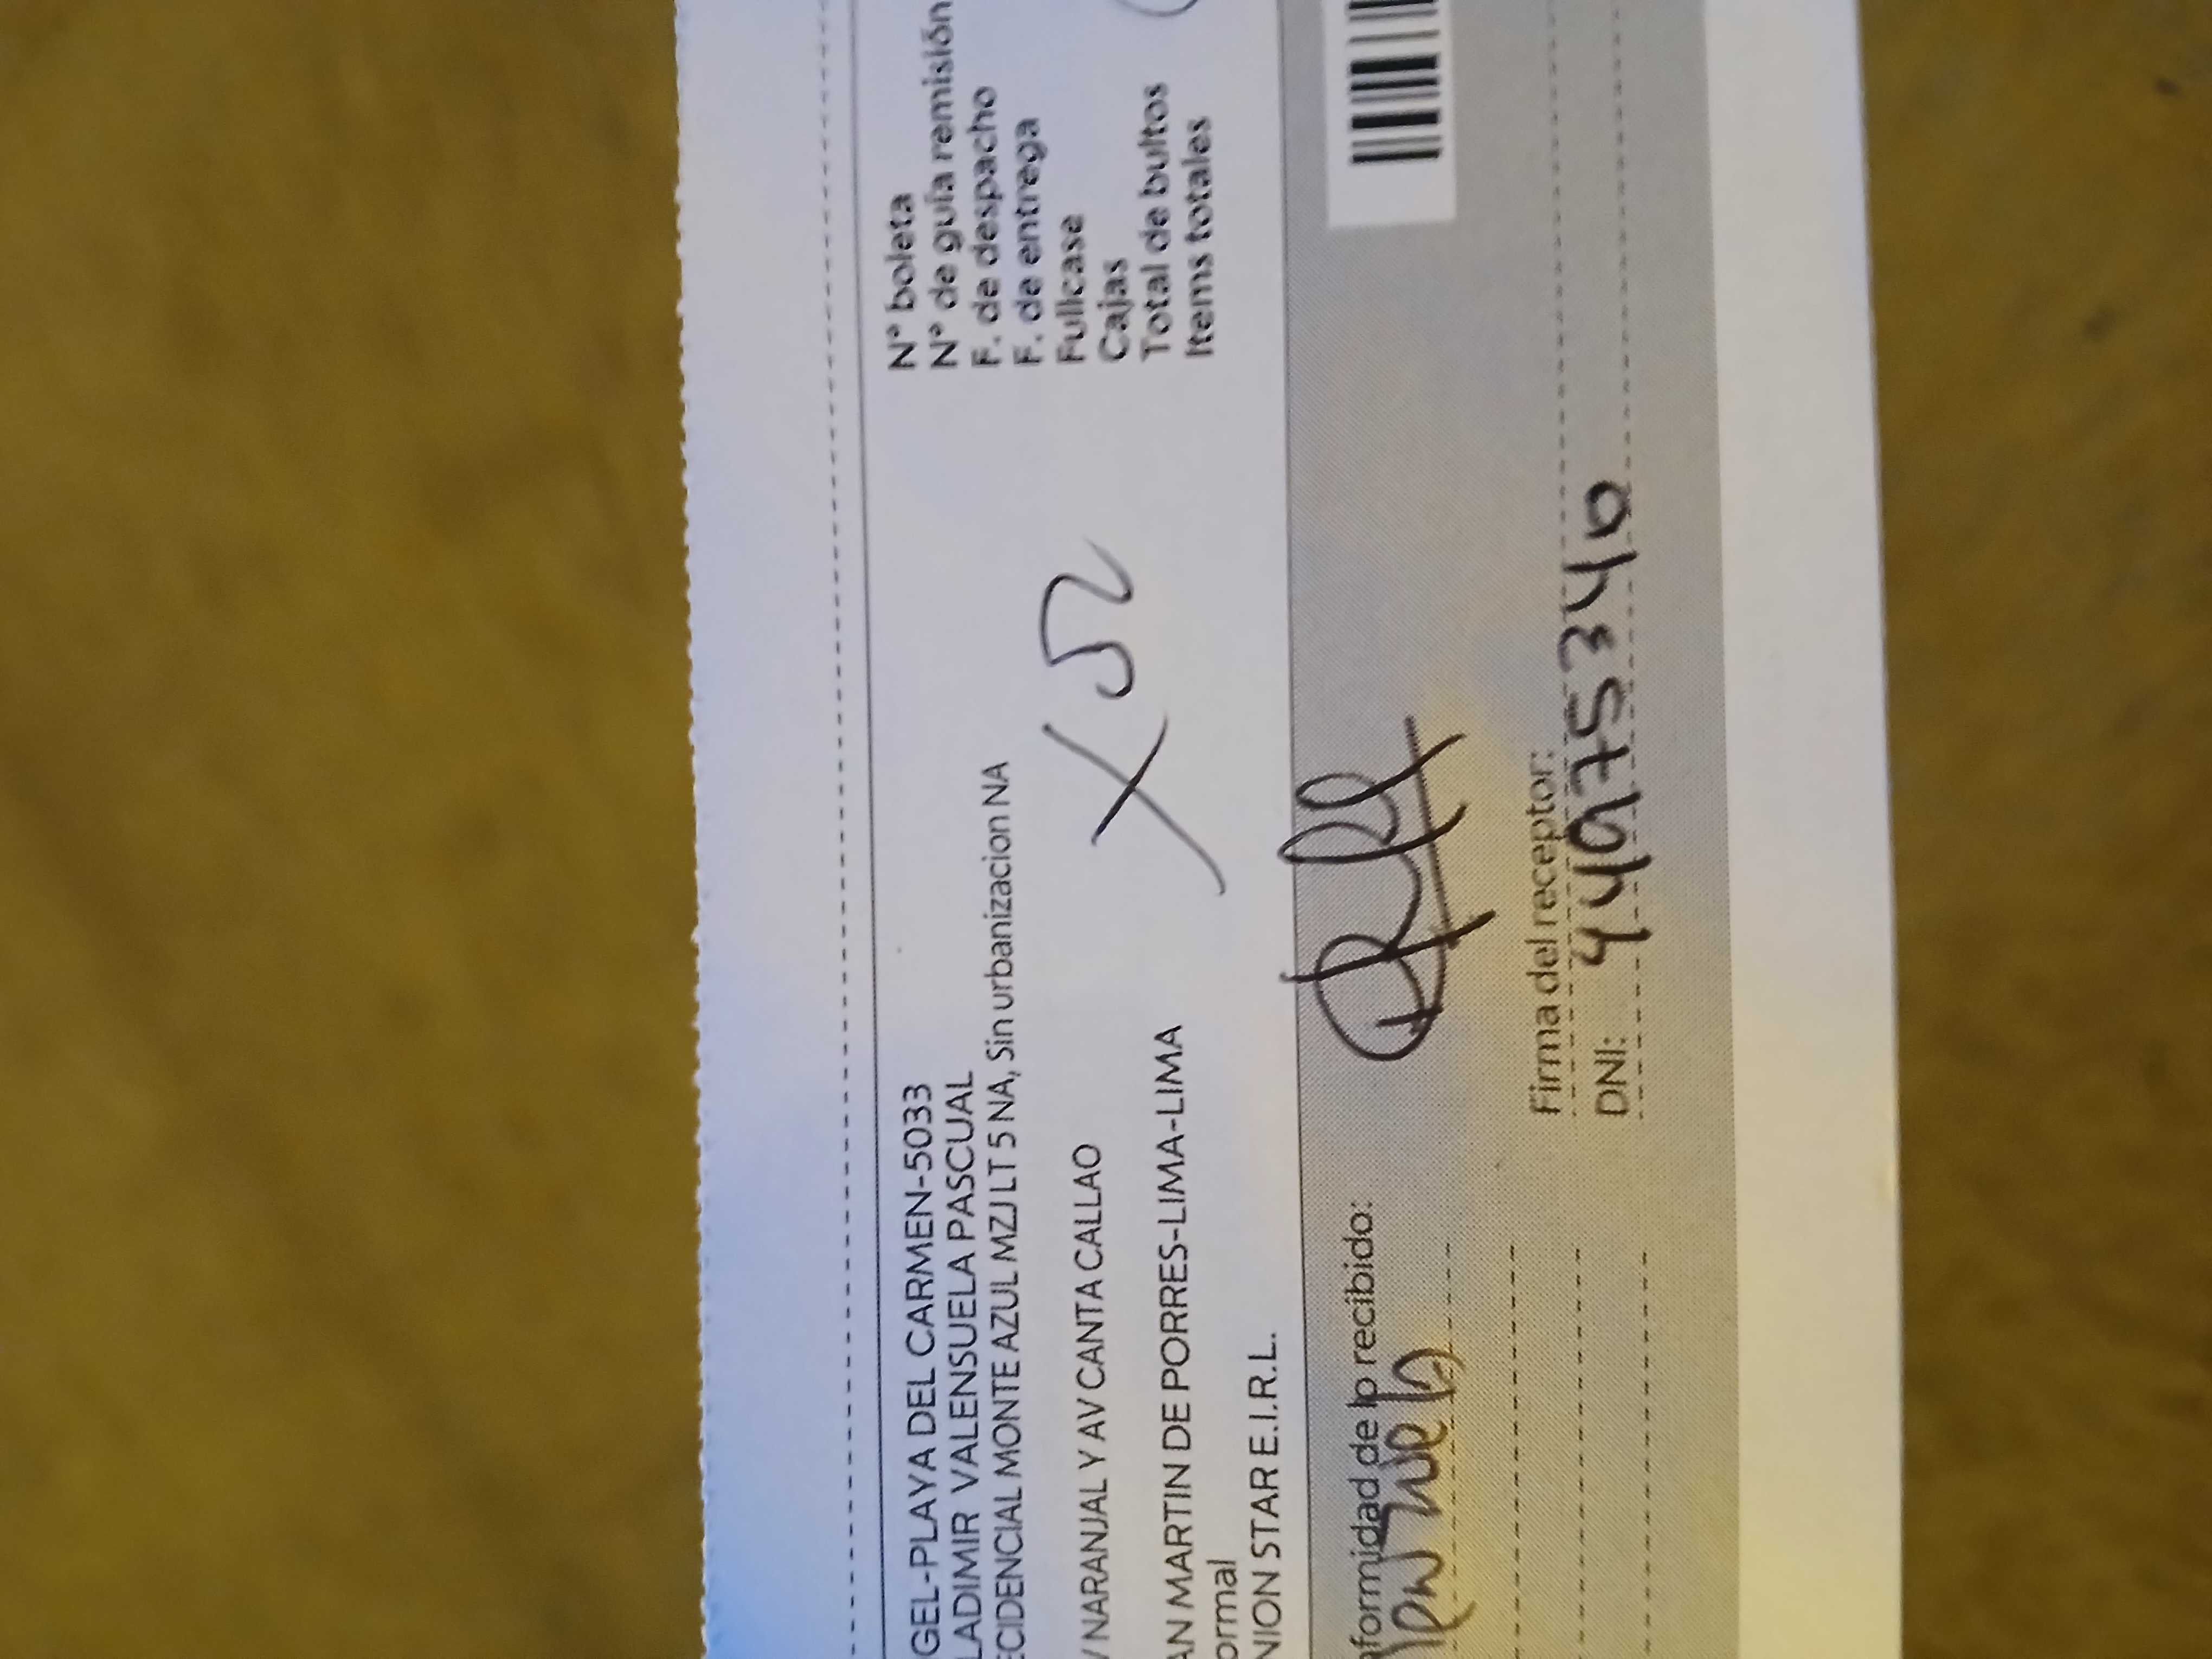 GEL-PLAYA DEL CARMEN-5033
LADIMIR VALENSUELA PASCUAL
ECIDENCIAL MONTE AZUL MZJ LT 5 NA, Sin urbanizacion NA
V NARANJAL Y AV CANTA CALLAO
AN MARTIN DE PORRES-LIMA-LIMA
ormal
NION STAR E.I.R.L.
X 52
N° boleta
N° de guía remisión
F. de despacho
F. de entrega
Fullcase
Cajas
Total de bultos
Items totales
nformidad de lo recibido:
Firma del receptor:
DNI: 44975340